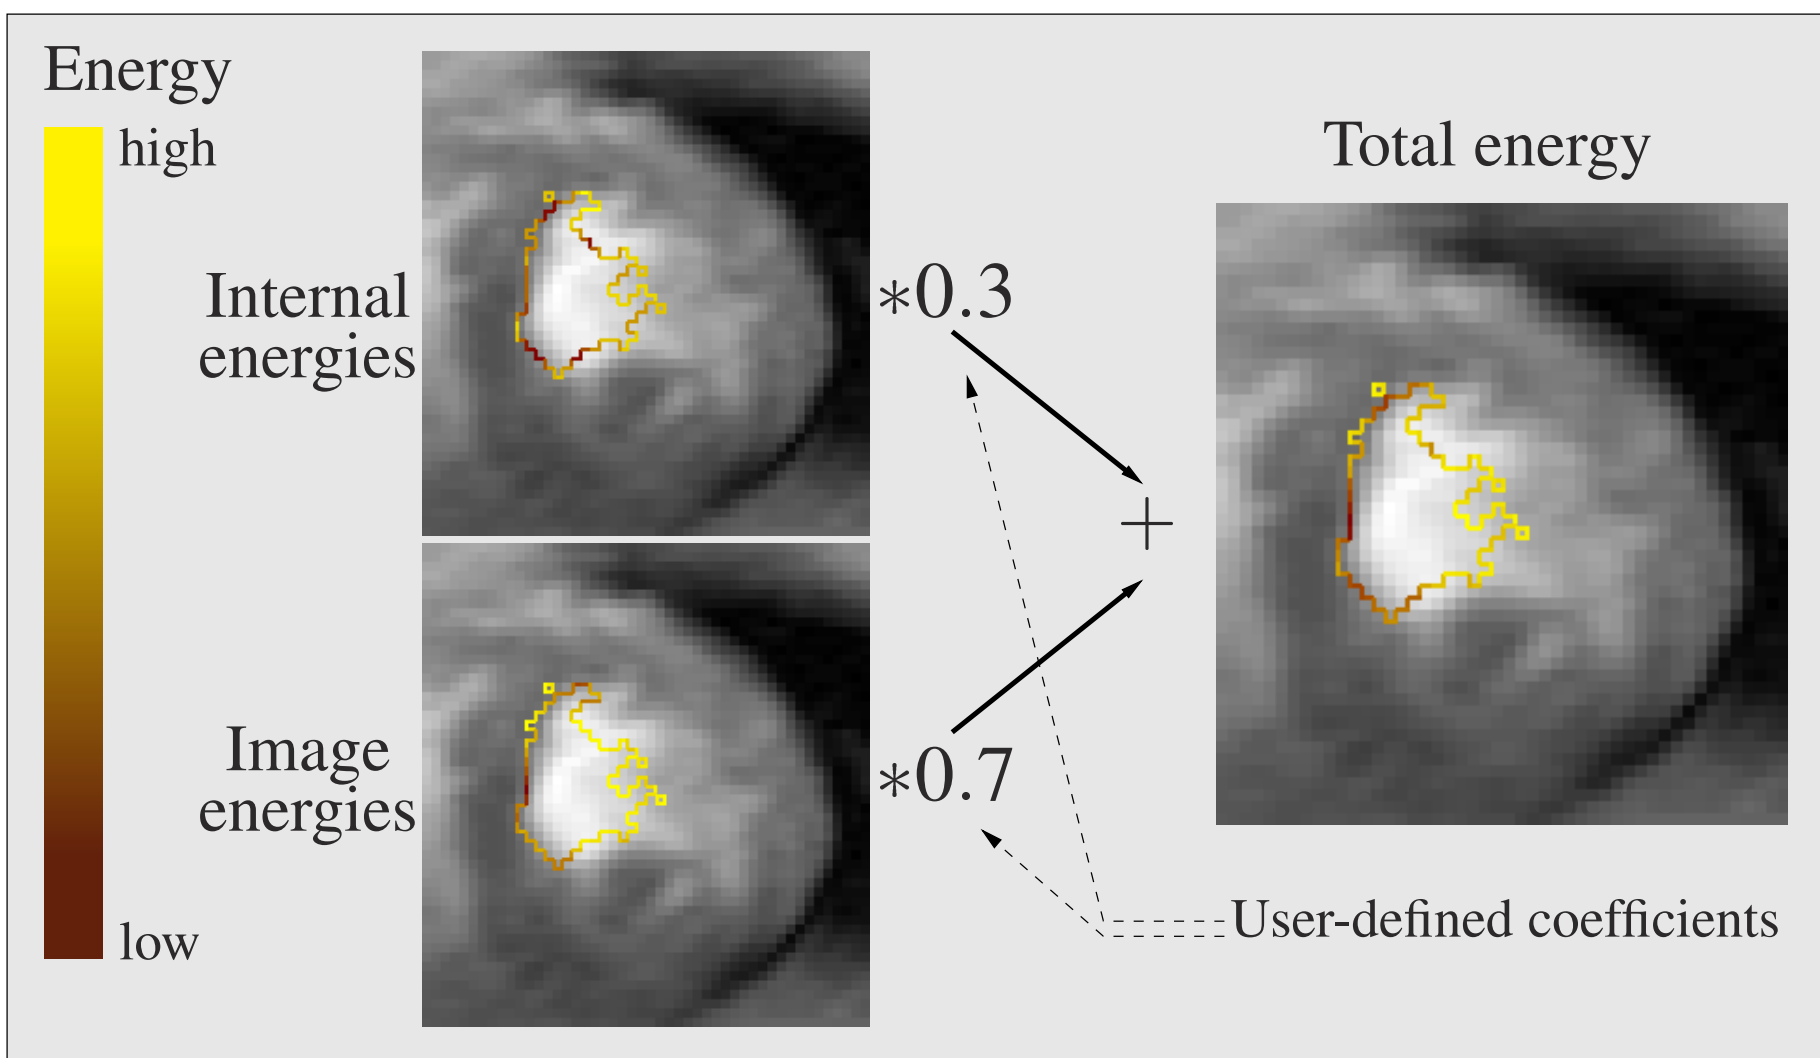 Energy
high
low
Internal
energies
*0.3
Image
energies
*0.7
+
Total energy
User-defined coefficients